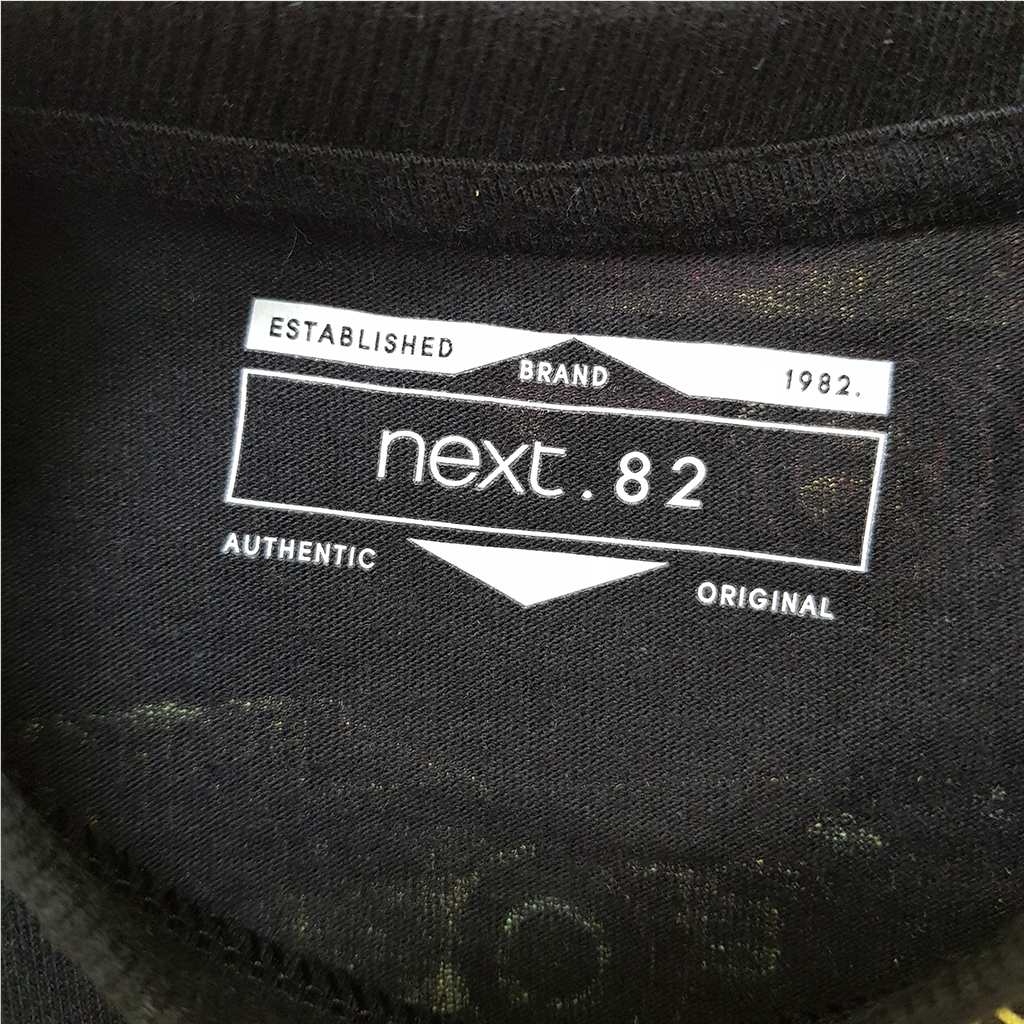 ESTABLISHED BRAND 1982.
next.82
AUTHENTIC ORIGINAL